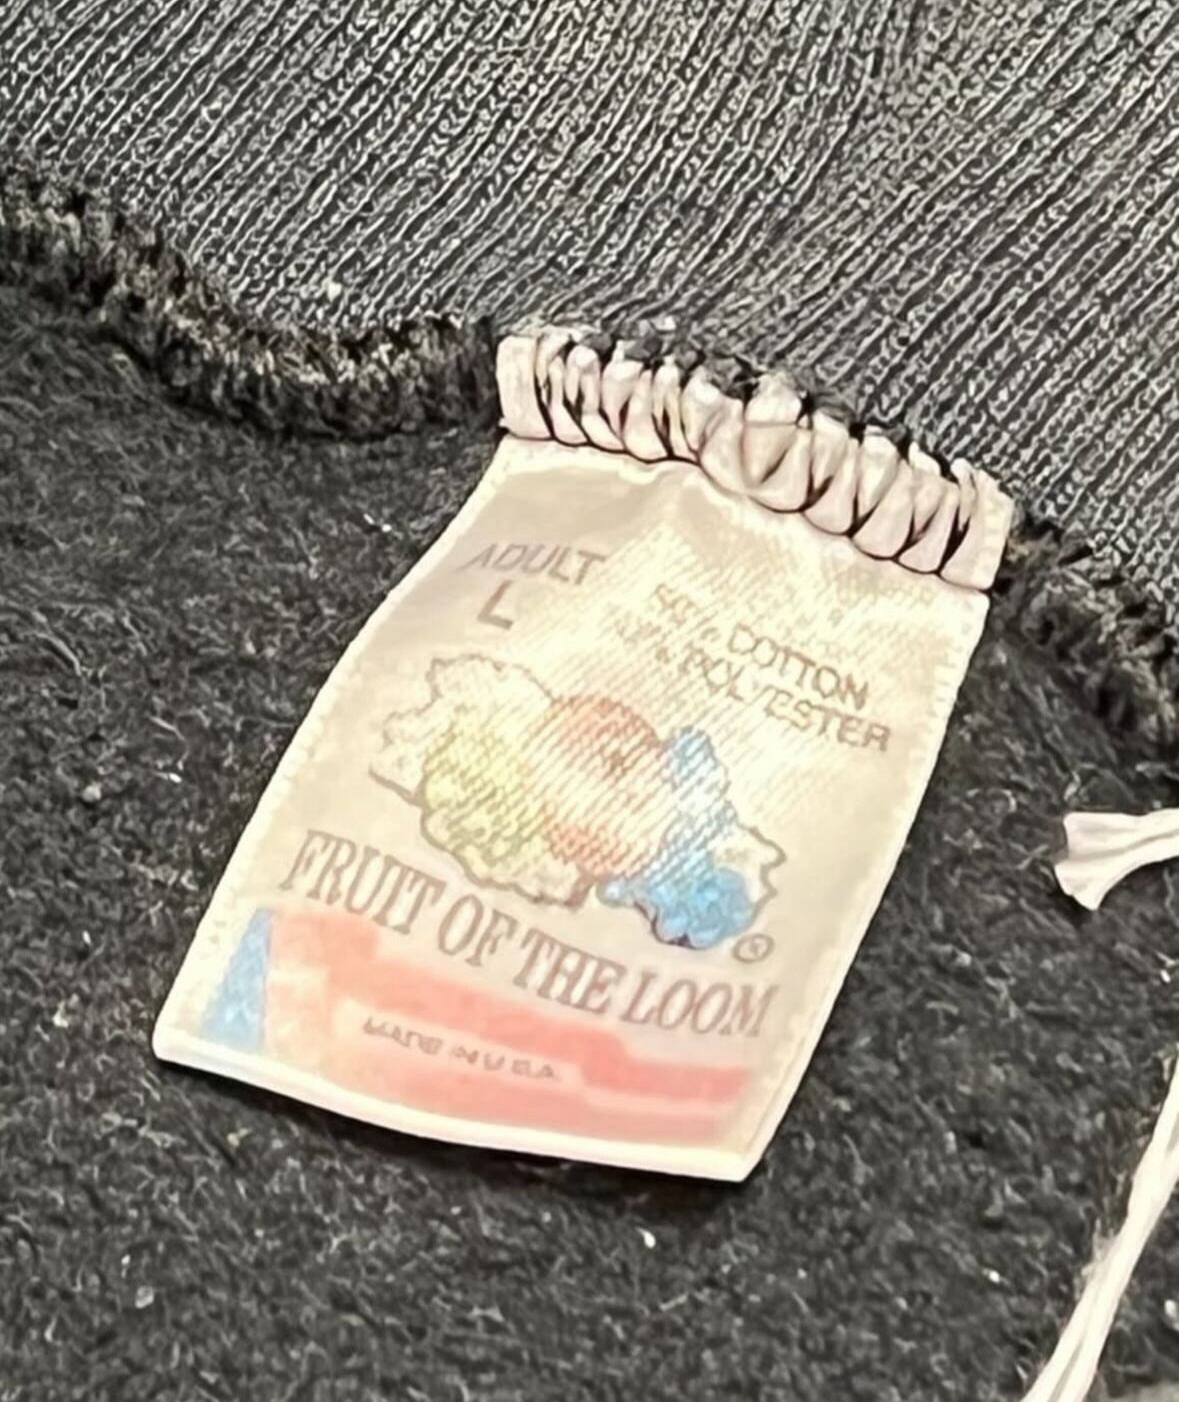 ADULT
L
COTTON
POLYESTER
®
FRUIT OF THE LOOM
MADE IN U.S.A.